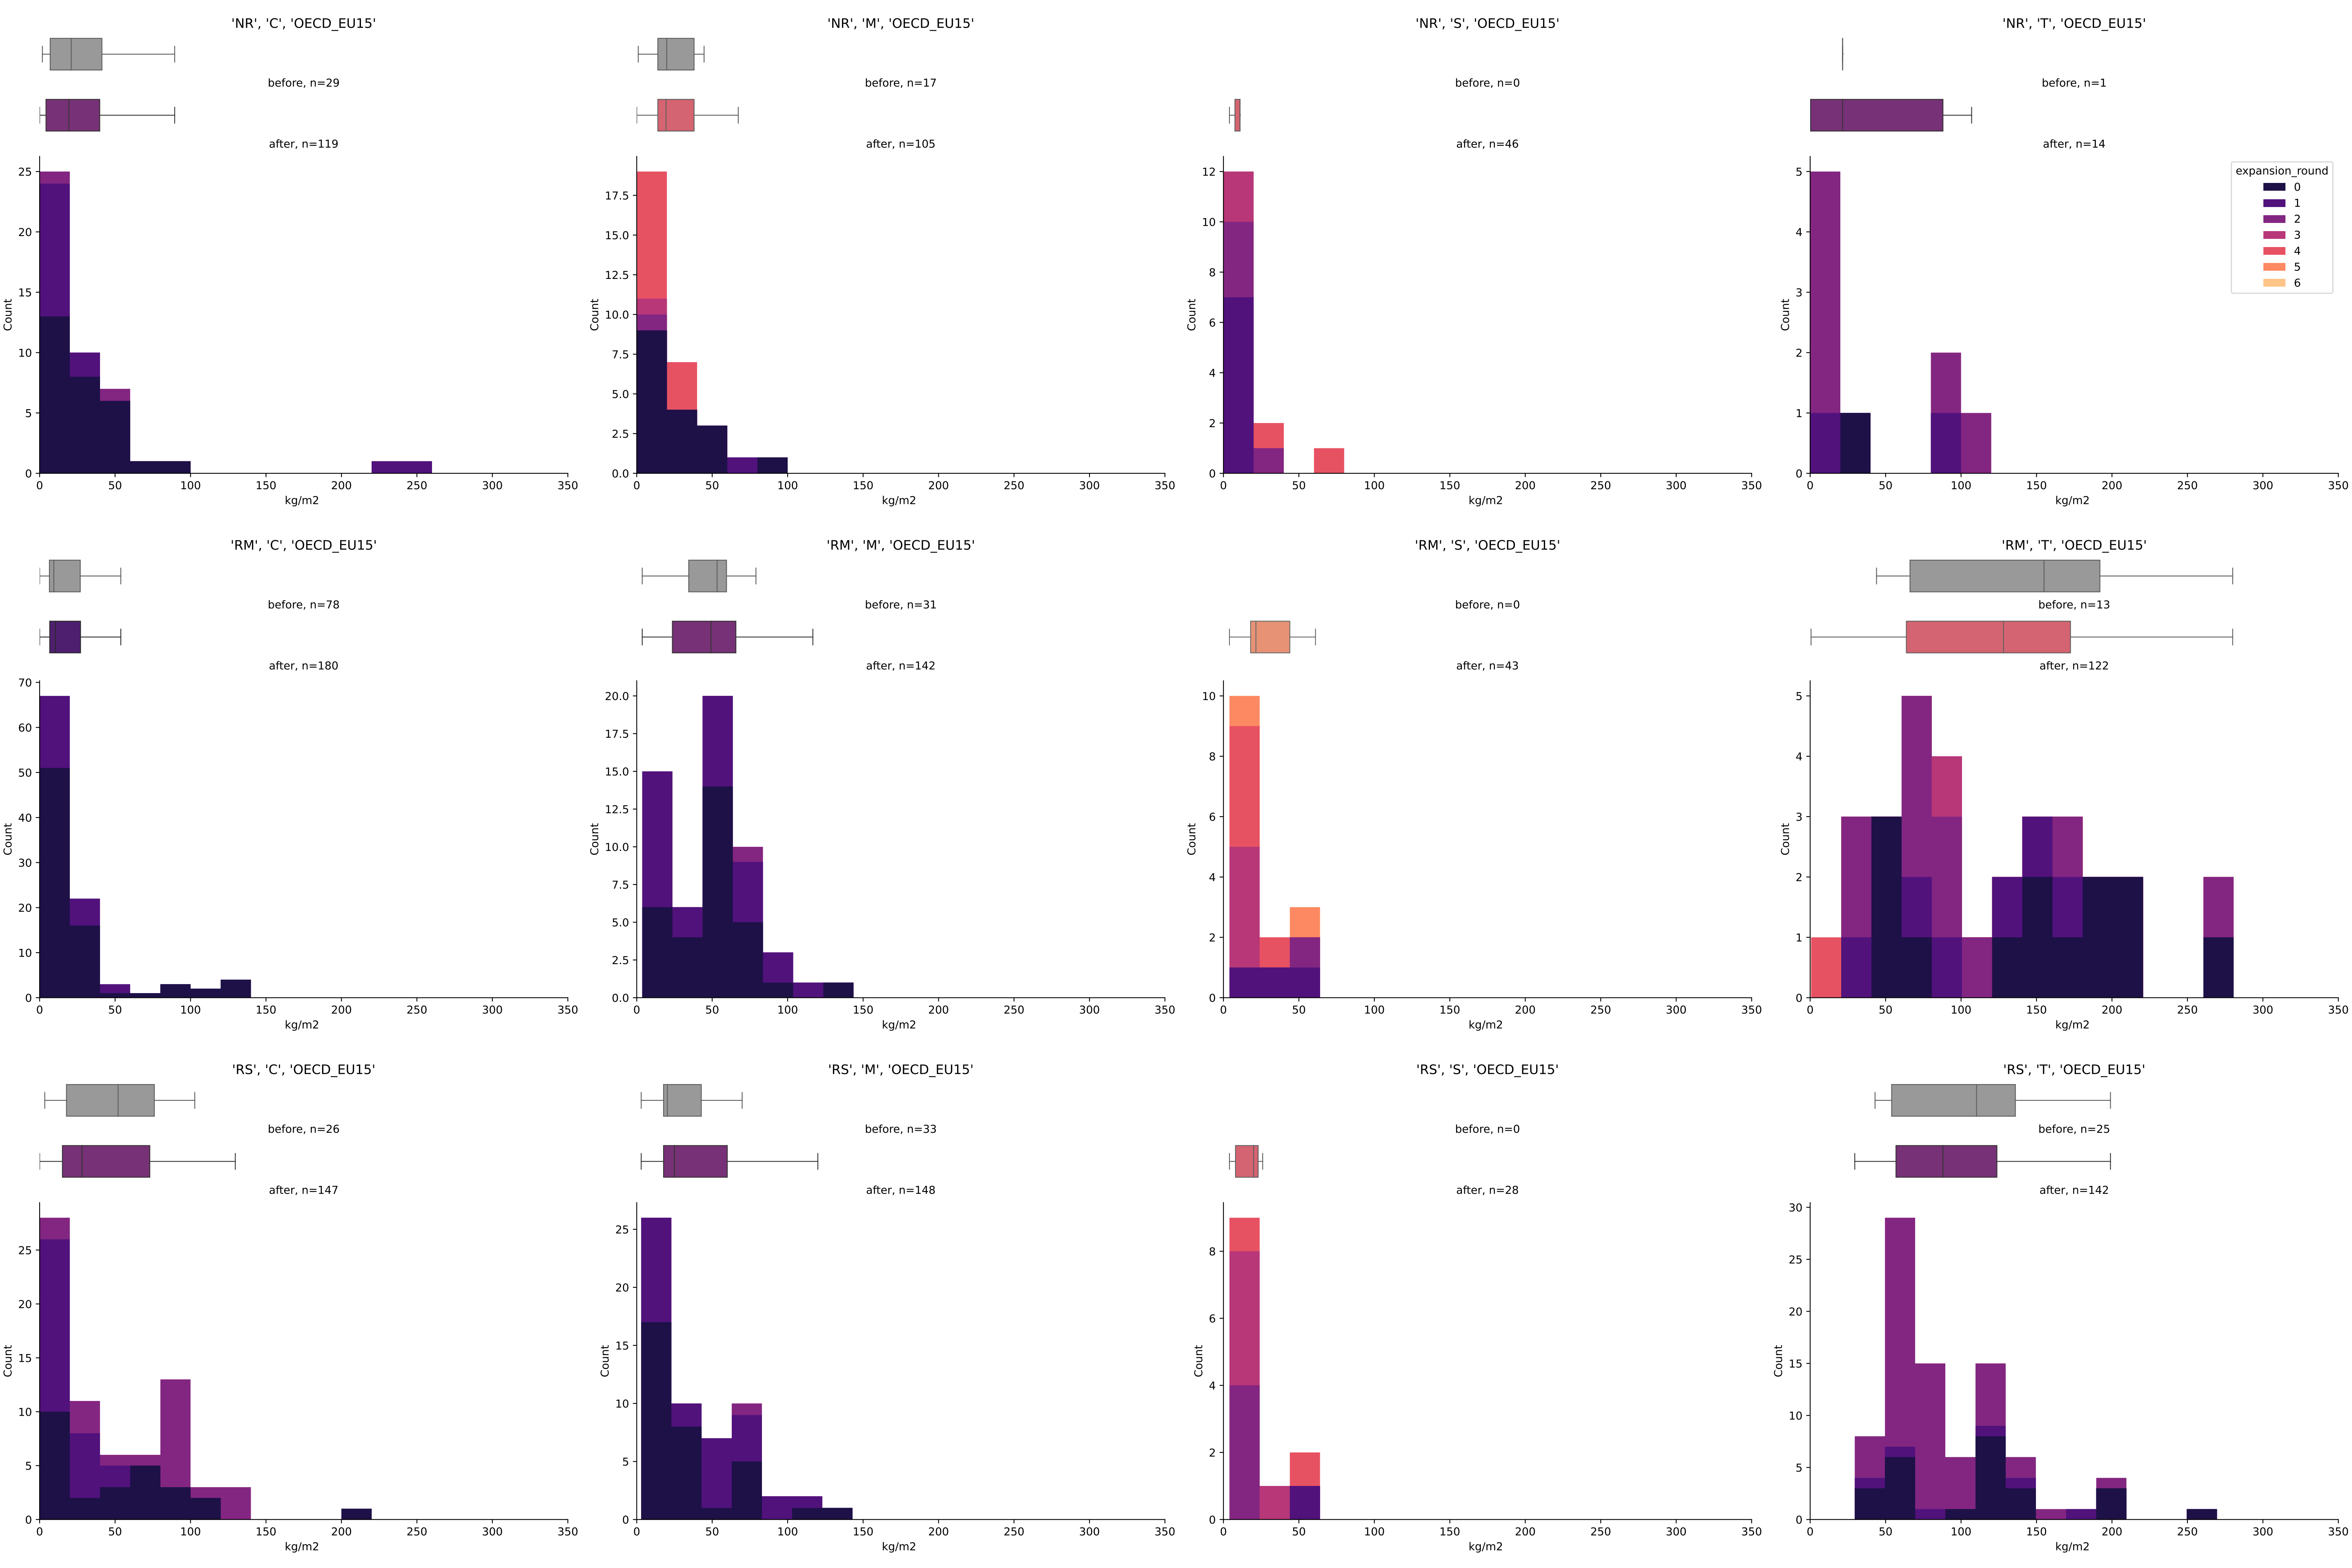 'NR', 'C', 'OECD_EU15'
before, n=29
after, n=119
25
20
15
10
5
0
Count
0 50 100 150 200 250 300 350
kg/m2
'NR', 'M', 'OECD_EU15'
before, n=17
after, n=105
17.5
15.0
12.5
10.0
7.5
5.0
2.5
0.0
Count
0 50 100 150 200 250 300 350
kg/m2
'NR', 'S', 'OECD_EU15'
before, n=0
after, n=46
12
10
8
6
4
2
0
Count
0 50 100 150 200 250 300 350
kg/m2
'NR', 'T', 'OECD_EU15'
before, n=1
after, n=14
5
4
3
2
1
0
Count
0 50 100 150 200 250 300 350
kg/m2
expansion_round
0
1
2
3
4
5
6
'RM', 'C', 'OECD_EU15'
before, n=78
after, n=180
70
60
50
40
30
20
10
0
Count
0 50 100 150 200 250 300 350
kg/m2
'RM', 'M', 'OECD_EU15'
before, n=31
after, n=142
20.0
17.5
15.0
12.5
10.0
7.5
5.0
2.5
0.0
Count
0 50 100 150 200 250 300 350
kg/m2
'RM', 'S', 'OECD_EU15'
before, n=0
after, n=43
10
8
6
4
2
0
Count
0 50 100 150 200 250 300 350
kg/m2
'RM', 'T', 'OECD_EU15'
before, n=13
after, n=122
5
4
3
2
1
0
Count
0 50 100 150 200 250 300 350
kg/m2
'RS', 'C', 'OECD_EU15'
before, n=26
after, n=147
25
20
15
10
5
0
Count
0 50 100 150 200 250 300 350
kg/m2
'RS', 'M', 'OECD_EU15'
before, n=33
after, n=148
25
20
15
10
5
0
Count
0 50 100 150 200 250 300 350
kg/m2
'RS', 'S', 'OECD_EU15'
before, n=0
after, n=28
8
6
4
2
0
Count
0 50 100 150 200 250 300 350
kg/m2
'RS', 'T', 'OECD_EU15'
before, n=25
after, n=142
30
25
20
15
10
5
0
Count
0 50 100 150 200 250 300 350
kg/m2